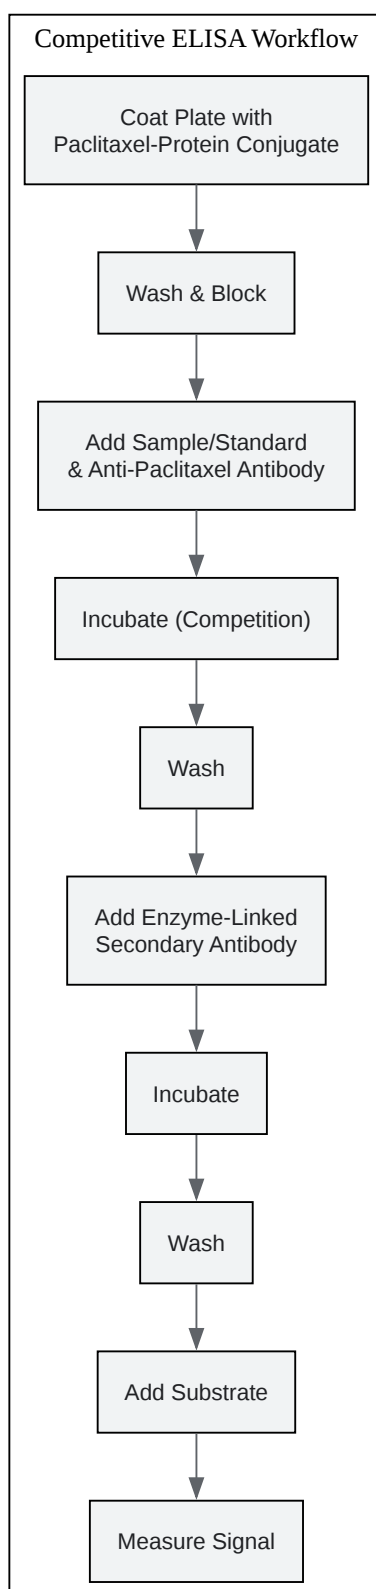 Competitive ELISA Workflow
Coat Plate with
Paclitaxel-Protein Conjugate
Wash & Block
Add Sample/Standard
& Anti-Paclitaxel Antibody
Incubate (Competition)
Wash
Add Enzyme-Linked
Secondary Antibody
Incubate
Wash
Add Substrate
Measure Signal